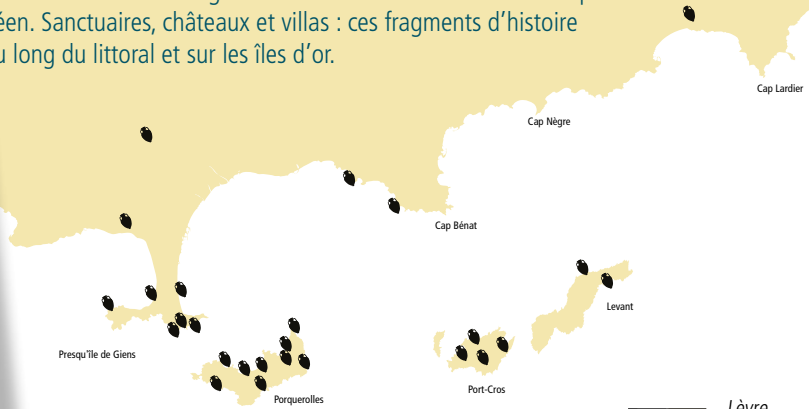 éen. Sanctuaires, châteaux et villas : ces fragments d'histoire
u long du littoral et sur les îles d'or.
Cap Lardier
Cap Nègre
Cap Bénat
Levant
Presqu'île de Giens
Port-Cros
Porquerolles
Lèvre